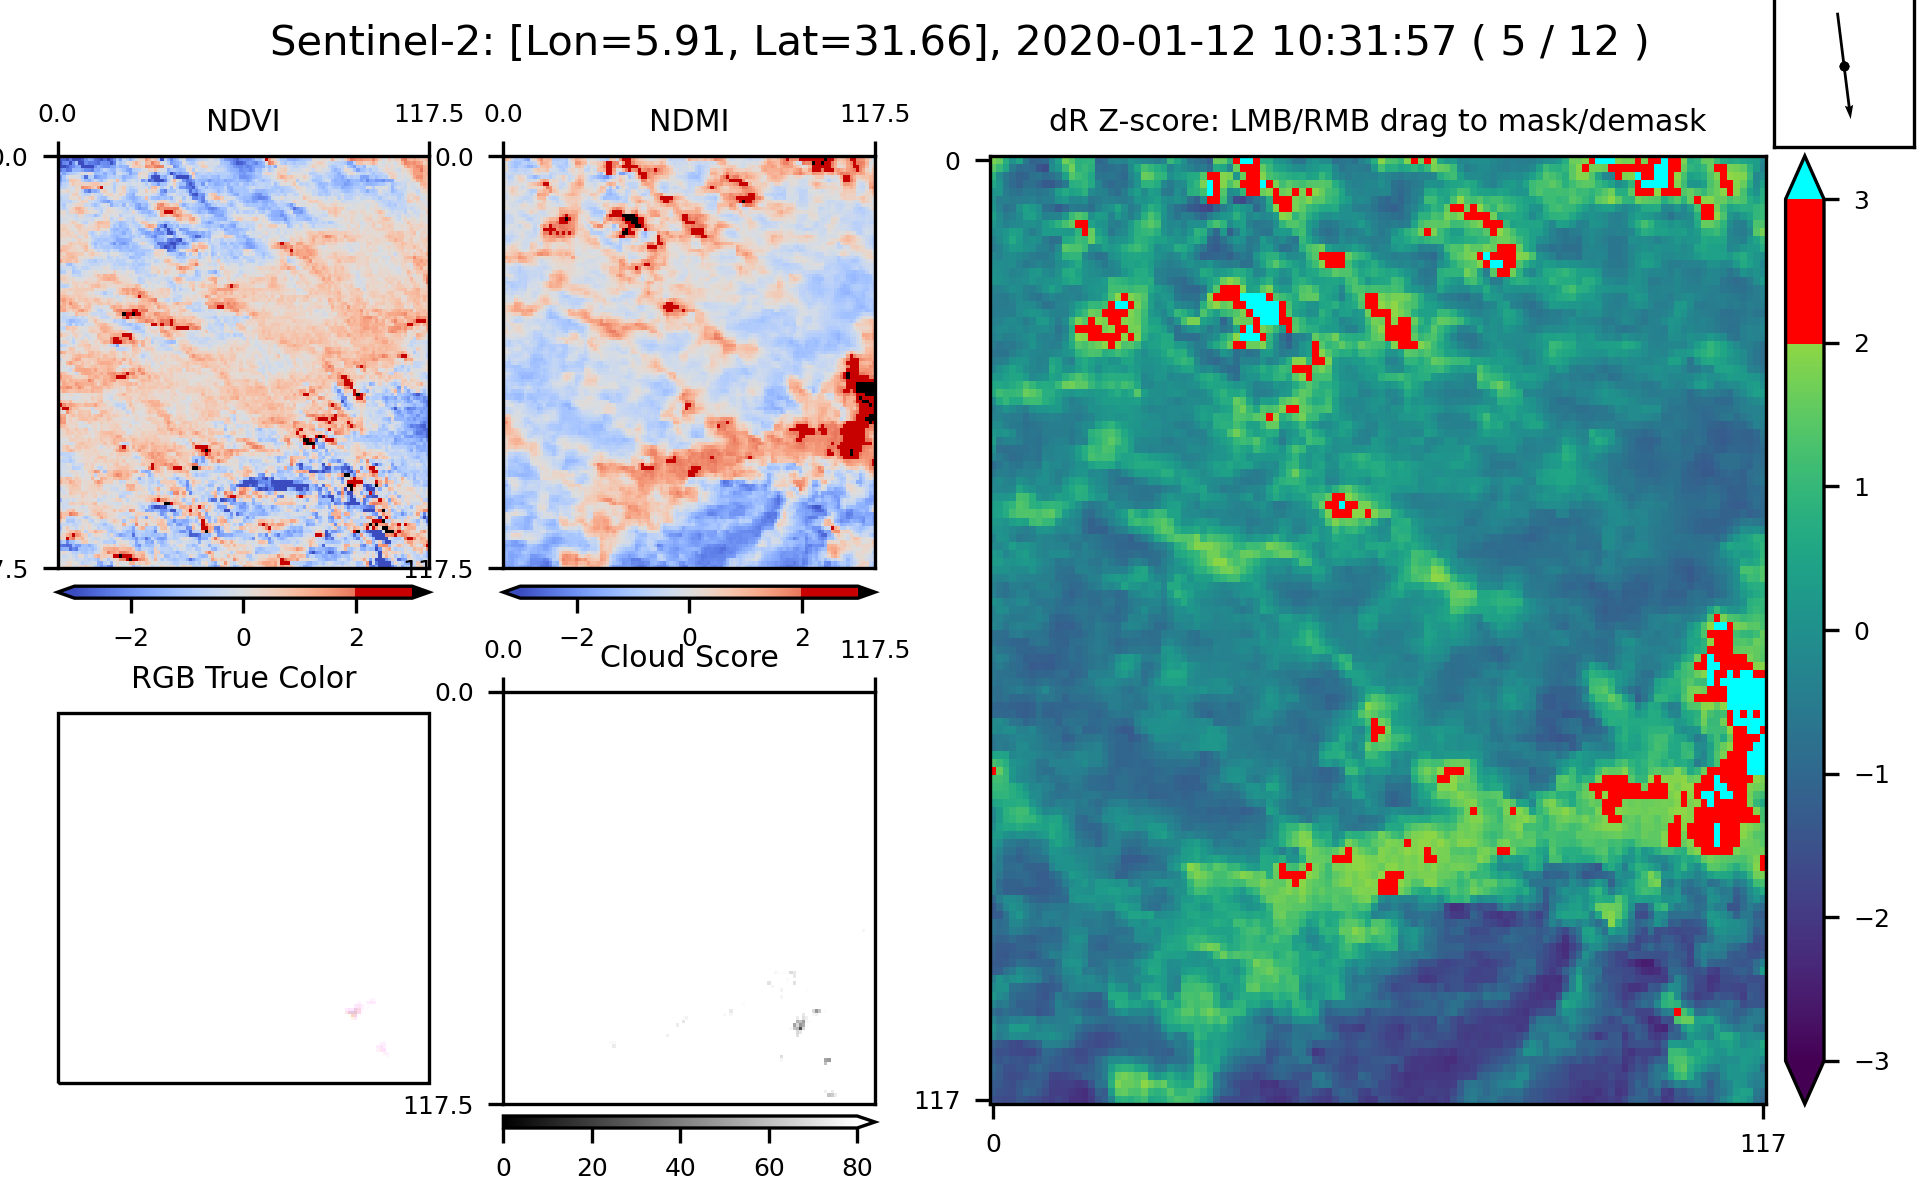 Sentinel-2: [Lon=5.91, Lat=31.66], 2020-01-12 10:31:57 ( 5 / 12 )
0.0 NDVI 117.5
0.0 NDMI 117.5
dR Z-score: LMB/RMB drag to mask/demask
0.0
0.0
0
3
2
1
0
−1
−2
−3
7.5
117.5
−2 0 2
−2 0 2
RGB True Color
0.0 Cloud Score 117.5
0.0
117.5
117
0 117
0 20 40 60 80